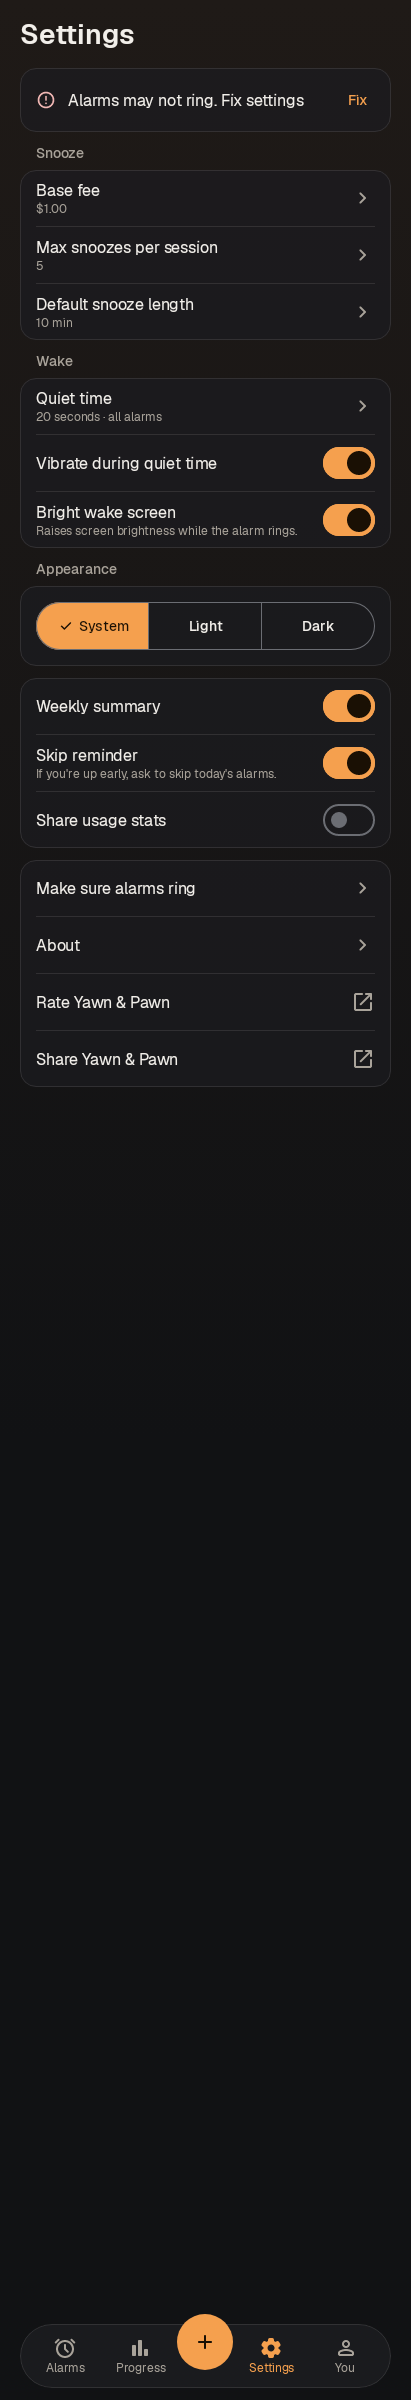 Settings
Alarms may not ring. Fix settings
Fix
Snooze
Base fee
$1.00
Max snoozes per session
5
Default snooze length
10 min
Wake
Quiet time
20 seconds · all alarms
Vibrate during quiet time
Bright wake screen
Raises screen brightness while the alarm rings.
Appearance
System
Light
Dark
Weekly summary
Skip reminder
If you're up early, ask to skip today's alarms.
Share usage stats
Make sure alarms ring
About
Rate Yawn & Pawn
Share Yawn & Pawn
Alarms
Progress
Settings
You